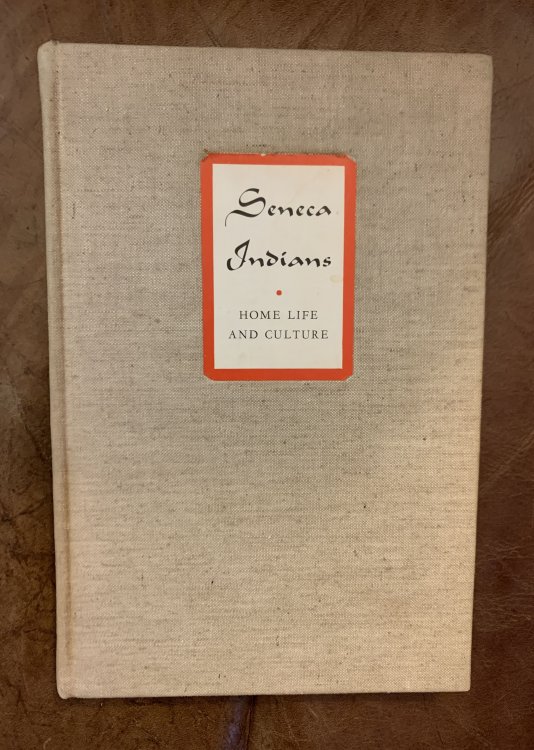 Seneca
Indians
HOME LIFE
AND CULTURE